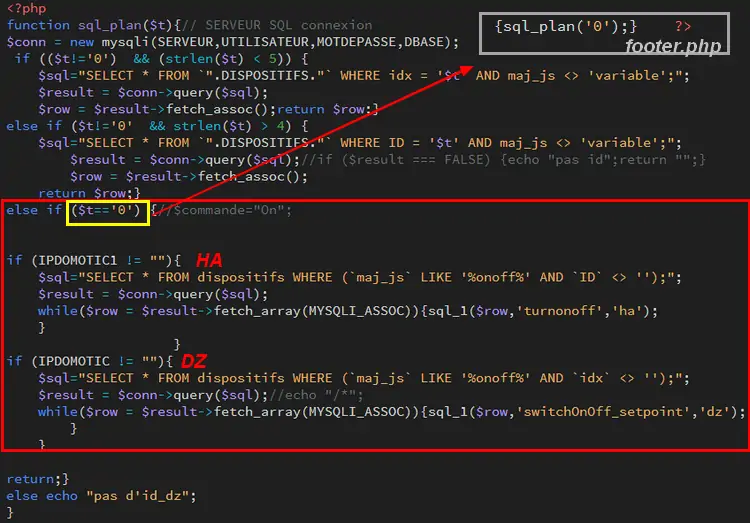 <?php
function sql_plan($t){// SERVEUR SQL connexion
$conn = new mysqli(SERVEUR,UTILISATEUR,MOTDEPASSE,DBASE);
if (($t!='0')  && (strlen($t) < 5)) {
$sql="SELECT * FROM `".DISPOSITIFS."` WHERE idx = '$t' AND maj_js <> 'variable';";
$result = $conn->query($sql);
$row = $result->fetch_assoc();return $row;}
else if ($t!='0'  && strlen($t) > 4) {
$sql="SELECT * FROM `".DISPOSITIFS."` WHERE ID = '$t' AND maj_js <> 'variable';";
$result = $conn->query($sql);//if ($result === FALSE) {echo "pas id";return "";}
$row = $result->fetch_assoc();
return $row;}
else if ($t=='0') {//$commande="On";
if (IPDOMOTIC1 != ""){ HA
$sql="SELECT * FROM dispositifs WHERE (`maj_js` LIKE '%onoff%' AND `ID` <> '');";
$result = $conn->query($sql);
while($row = $result->fetch_array(MYSQLI_ASSOC)){sql_1($row,'turnonoff','ha');
}
}
if (IPDOMOTIC != ""){ DZ
$sql="SELECT * FROM dispositifs WHERE (`maj_js` LIKE '%onoff%' AND `idx` <> '');";
$result = $conn->query($sql);//echo "/*";
while($row = $result->fetch_array(MYSQLI_ASSOC)){sql_1($row,'switchOnOff_setpoint','dz');
}
}
return;}
else echo "pas d'id_dz";
}
{sql_plan('0');}    ?>
footer.php